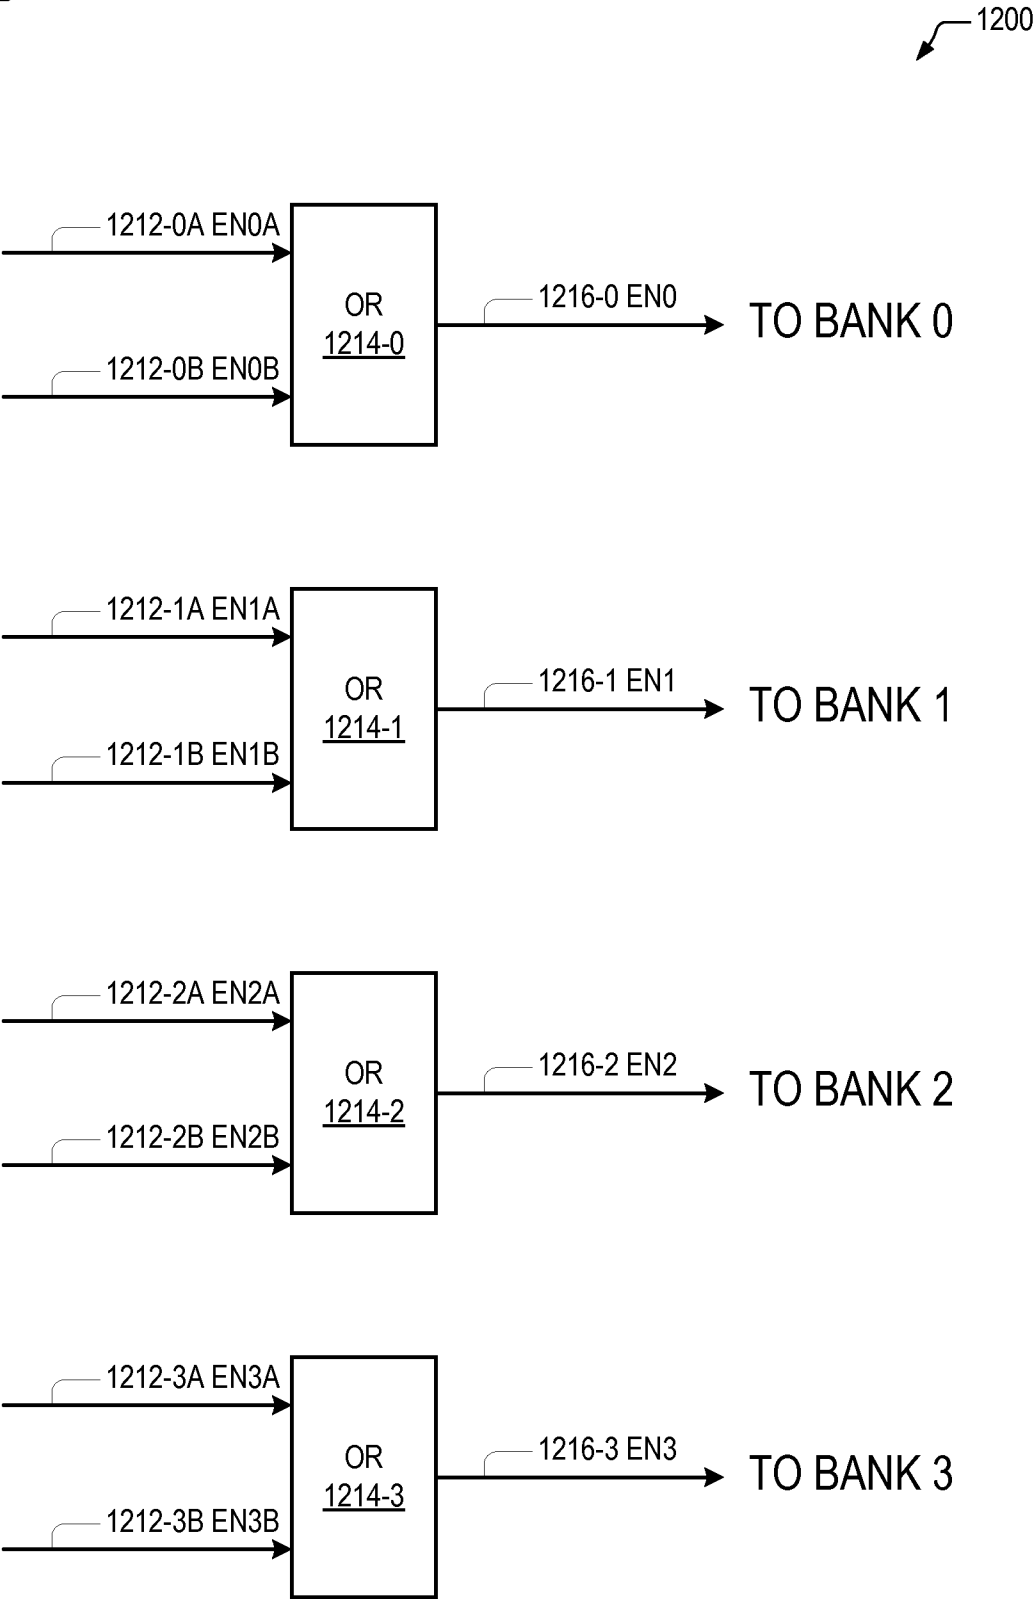 1200
1212-0A EN0A
OR
1214-0
1216-0 EN0
TO BANK 0
1212-0B EN0B
1212-1A EN1A
OR
1214-1
1216-1 EN1
TO BANK 1
1212-1B EN1B
1212-2A EN2A
OR
1214-2
1216-2 EN2
TO BANK 2
1212-2B EN2B
1212-3A EN3A
OR
1214-3
1216-3 EN3
TO BANK 3
1212-3B EN3B